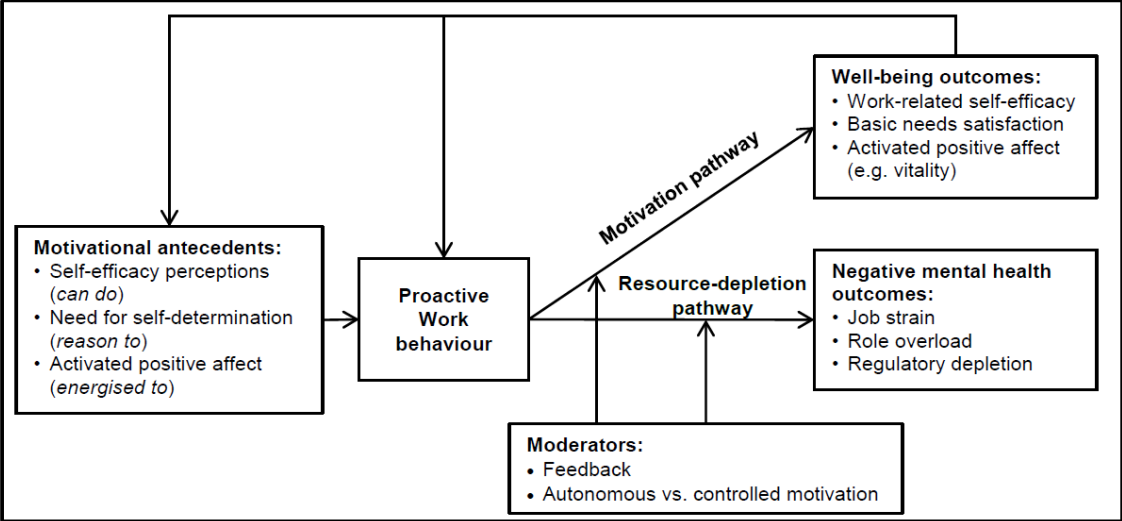 Well-being outcomes:
• Work-related self-efficacy
• Basic needs satisfaction
• Activated positive affect
(e.g. vitality)
Motivation pathway
Motivational antecedents:
• Self-efficacy perceptions
(can do)
• Need for self-determination
(reason to)
• Activated positive affect
(energised to)
Proactive
Work
behaviour
Resource-depletion
pathway
Negative mental health
outcomes:
• Job strain
• Role overload
• Regulatory depletion
Moderators:
• Feedback
• Autonomous vs. controlled motivation